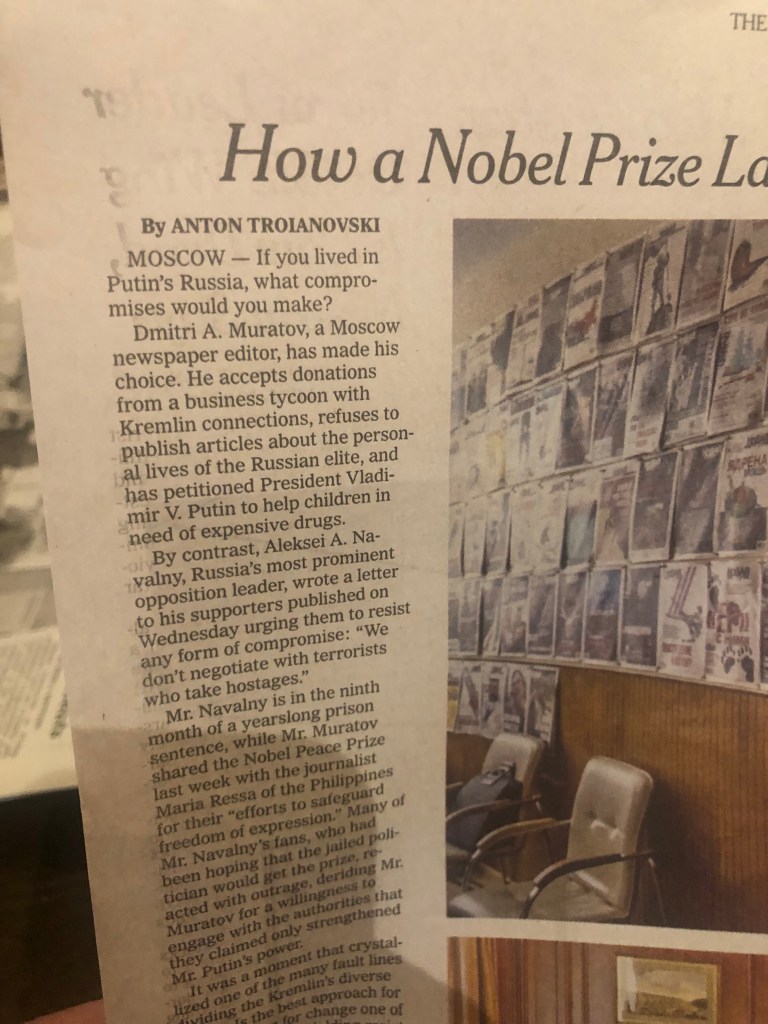 THE
How a Nobel Prize La
By ANTON TROIANOVSKI
MOSCOW — If you lived in
Putin's Russia, what compro-
mises would you make?
Dmitri A. Muratov, a Moscow
newspaper editor, has made his
choice. He accepts donations
from a business tycoon with
Kremlin connections, refuses to
publish articles about the person-
al lives of the Russian elite, and
has petitioned President Vladi-
mir V. Putin to help children in
need of expensive drugs.
By contrast, Aleksei A. Na-
valny, Russia's most prominent
opposition leader, wrote a letter
to his supporters published on
Wednesday urging them to resist
any form of compromise: “We
don't negotiate with terrorists
who take hostages.”
Mr. Navalny is in the ninth
month of a yearslong prison
sentence, while Mr. Muratov
shared the Nobel Peace Prize
last week with the journalist
Maria Ressa of the Philippines
for their “efforts to safeguard
freedom of expression.” Many of
Mr. Navalny's fans, who had
been hoping that the jailed poli-
tician would get the prize, re-
acted with outrage, deriding Mr.
Muratov for a willingness to
engage with the authorities that
they claimed only strengthened
Mr. Putin's power.
It was a moment that crystal-
lized one of the many fault lines
dividing the Kremlin's diverse
Is the best approach for
for change one of